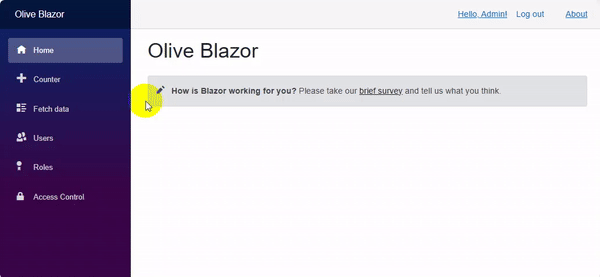 Olive Blazor
Hello, Admin! Log out About
Home
Counter
Fetch data
Users
Roles
Access Control
Olive Blazor
How is Blazor working for you? Please take our brief survey and tell us what you think.